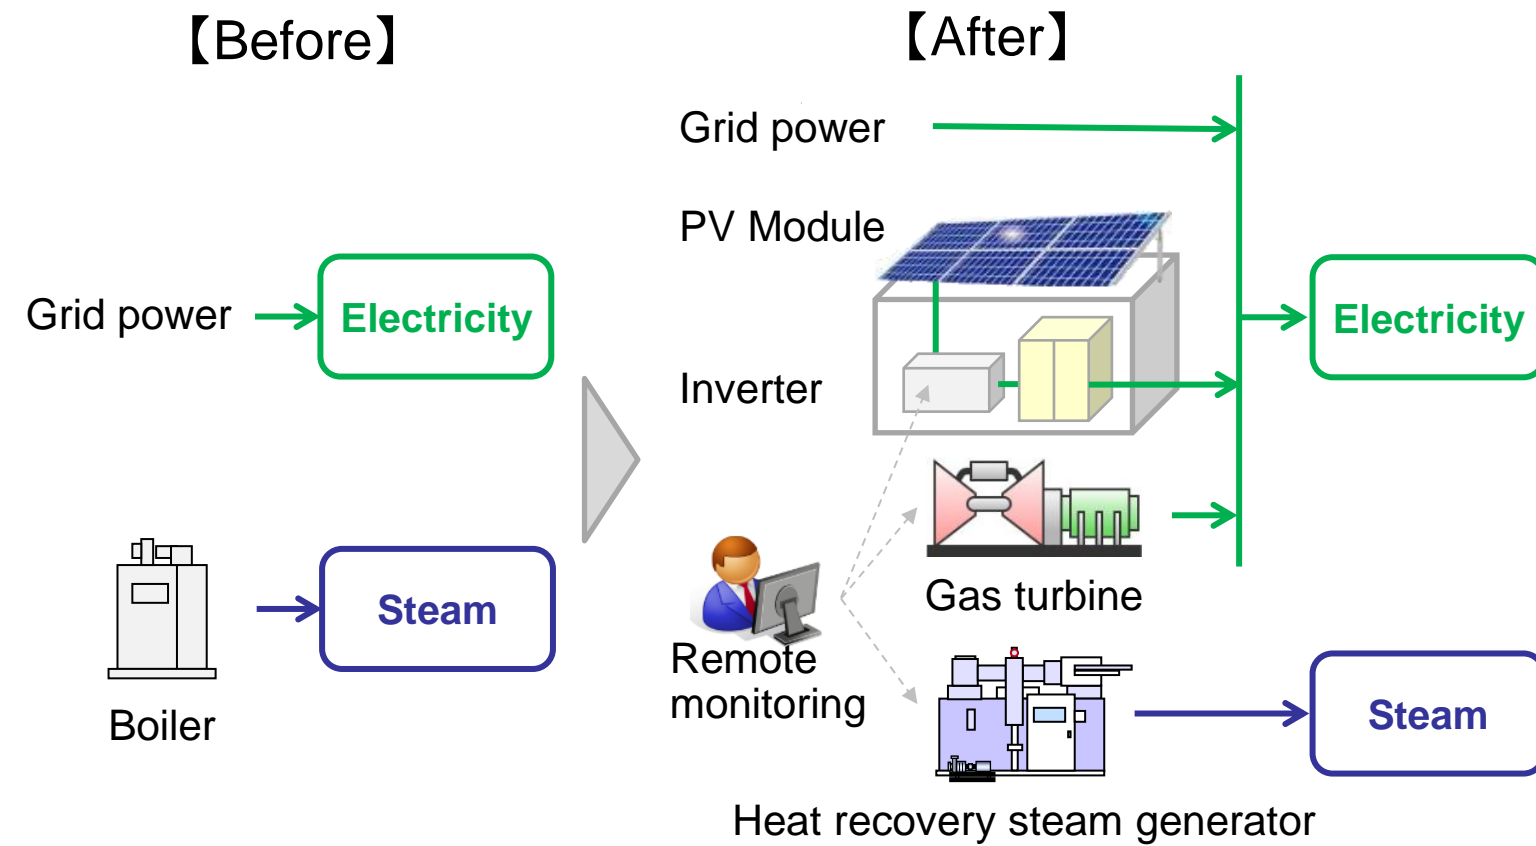 【Before】
Grid power
Electricity
Steam
Boiler
【After】
Grid power
PV Module
Inverter
Electricity
Gas turbine
Remote
monitoring
Steam
Heat recovery steam generator